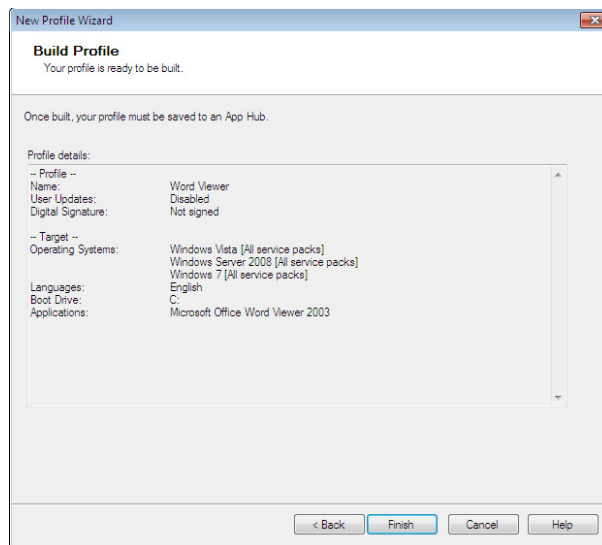 New Profile Wizard
Build Profile
Your profile is ready to be built.
Once built, your profile must be saved to an App Hub.
Profile details:
-- Profile --
Name: Word Viewer
User Updates: Disabled
Digital Signature: Not signed
-- Target --
Operating Systems: Windows Vista [All service packs]
Windows Server 2008 [All service packs]
Windows 7 [All service packs]
Languages: English
Boot Drive: C:
Applications: Microsoft Office Word Viewer 2003
< Back Finish Cancel Help